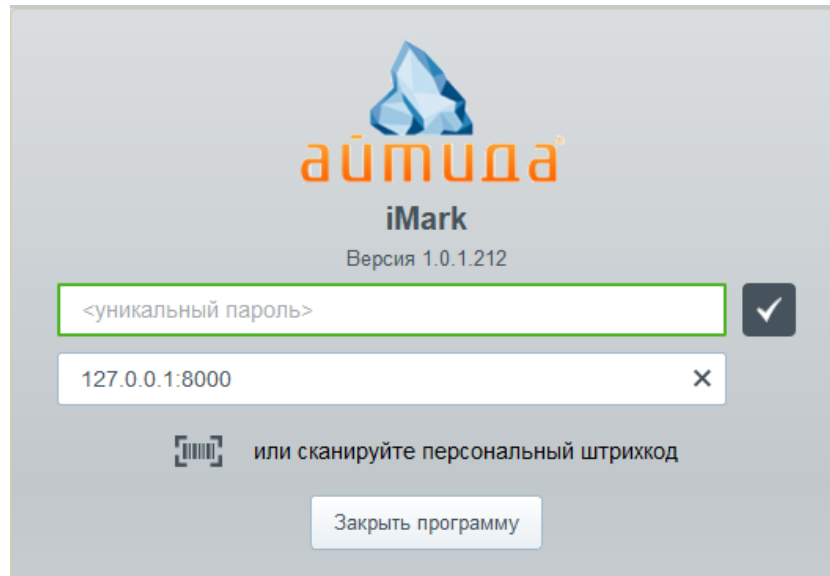 айтида®
iMark
Версия 1.0.1.212
<уникальный пароль>
127.0.0.1:8000
или сканируйте персональный штрихкод
Закрыть программу